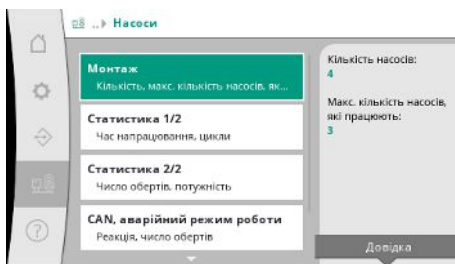 ..▶ Насоси
Монтаж
Кількість, макс. кількість насосів, як...
Статистика 1/2
Час напрацювання, цикли
Статистика 2/2
Число обертів, потужність
CAN, аварійний режим роботи
Реакція, число обертів
Кількість насосів:
4
Макс. кількість насосів,
які працюють:
3
Довідка